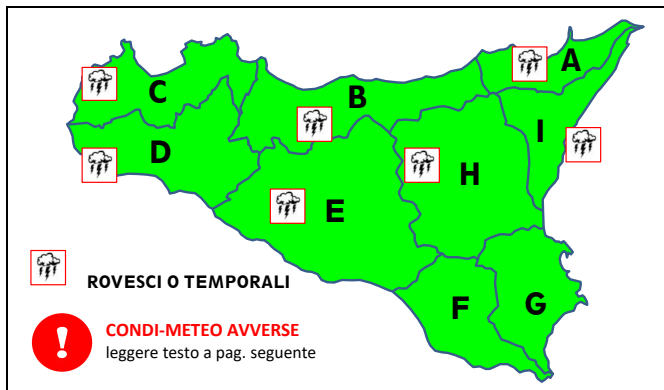 A
C
B
I
D
H
E
F
G
ROVESCI O TEMPORALI
!
CONDI-METEO AVVERSE
leggere testo a pag. seguente